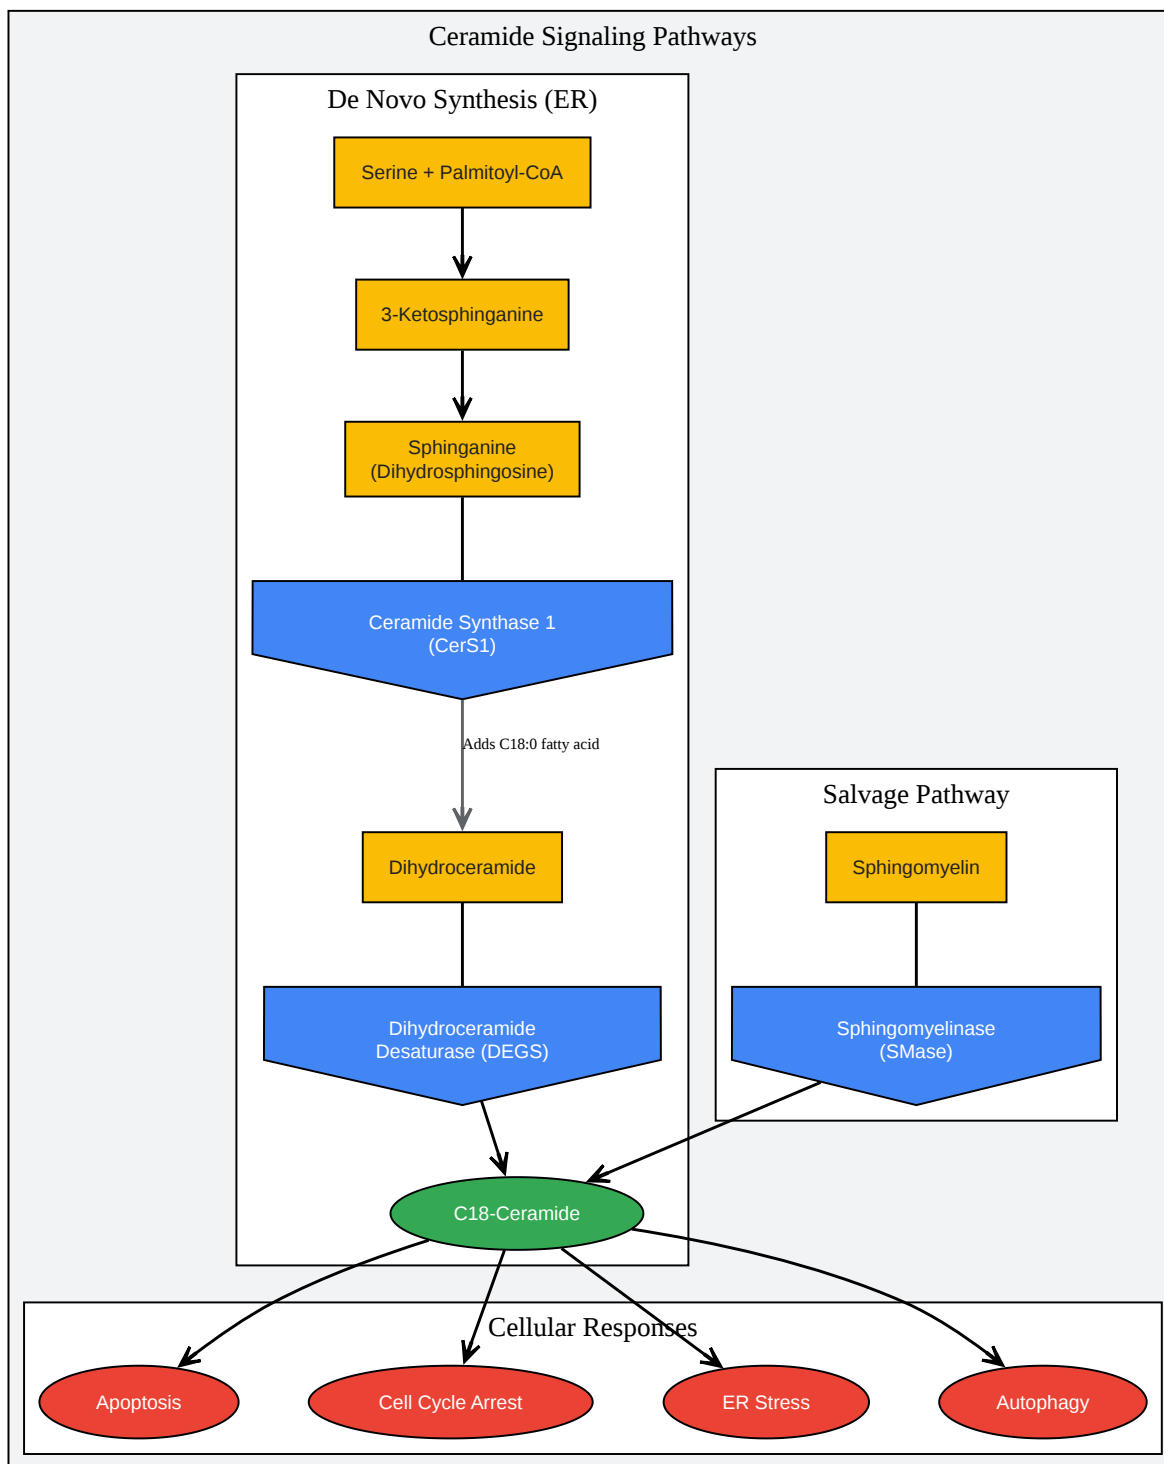 Ceramide Signaling Pathways
De Novo Synthesis (ER)
Serine + Palmitoyl-CoA
3-Ketosphinganine
Sphinganine
(Dihydrosphingosine)
Ceramide Synthase 1
(CerS1)
Adds C18:0 fatty acid
Dihydroceramide
Dihydroceramide
Desaturase (DEGS)
Salvage Pathway
Sphingomyelin
Sphingomyelinase
(SMase)
C18-Ceramide
Cellular Responses
Apoptosis
Cell Cycle Arrest
ER Stress
Autophagy